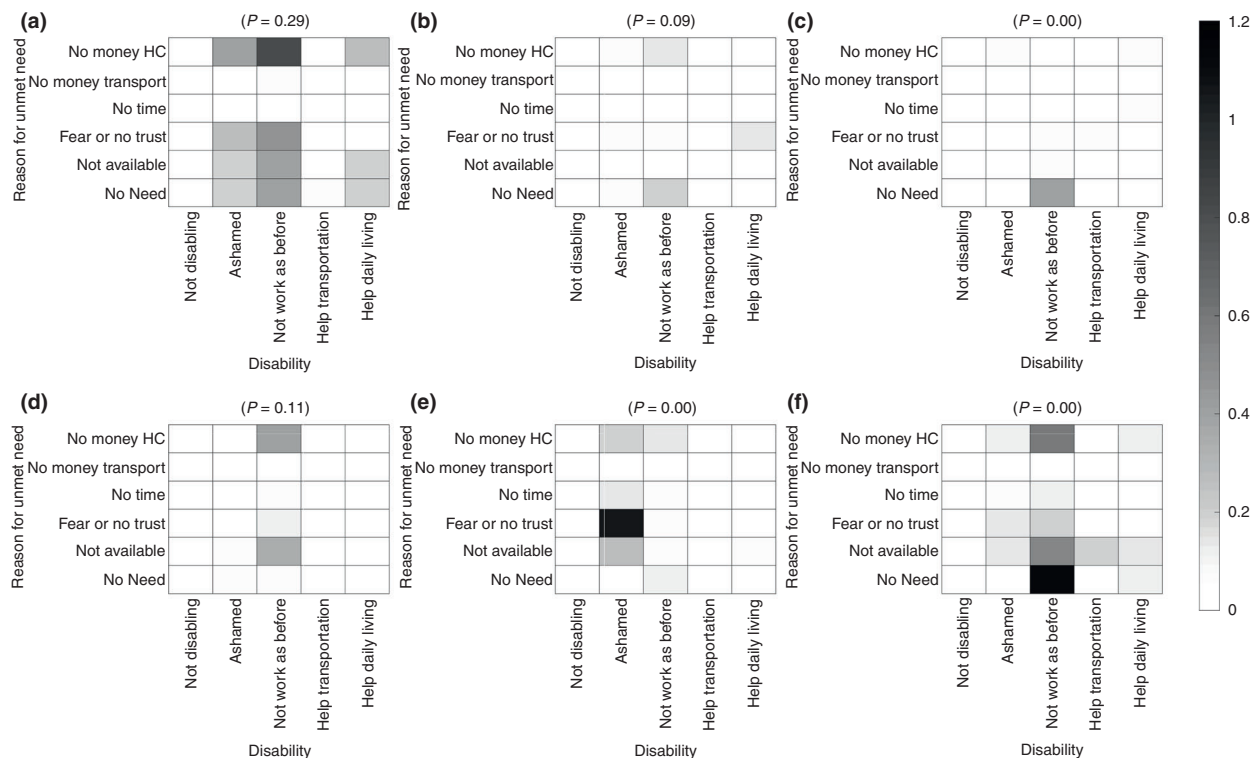 (a)
(P = 0.29)
Reason for unmet need
No money HC
No money transport
No time
Fear or no trust
Not available
No Need
Not disabling
Ashamed
Not work as before
Help transportation
Help daily living
Disability
(b)
(P = 0.09)
Reason for unmet need
No money HC
No money transport
No time
Fear or no trust
Not available
No Need
Not disabling
Ashamed
Not work as before
Help transportation
Help daily living
Disability
(c)
(P = 0.00)
Reason for unmet need
No money HC
No money transport
No time
Fear or no trust
Not available
No Need
Not disabling
Ashamed
Not work as before
Help transportation
Help daily living
Disability
1.2
1
0.8
0.6
0.4
0.2
0
(d)
(P = 0.11)
Reason for unmet need
No money HC
No money transport
No time
Fear or no trust
Not available
No Need
Not disabling
Ashamed
Not work as before
Help transportation
Help daily living
Disability
(e)
(P = 0.00)
Reason for unmet need
No money HC
No money transport
No time
Fear or no trust
Not available
No Need
Not disabling
Ashamed
Not work as before
Help transportation
Help daily living
Disability
(f)
(P = 0.00)
Reason for unmet need
No money HC
No money transport
No time
Fear or no trust
Not available
No Need
Not disabling
Ashamed
Not work as before
Help transportation
Help daily living
Disability